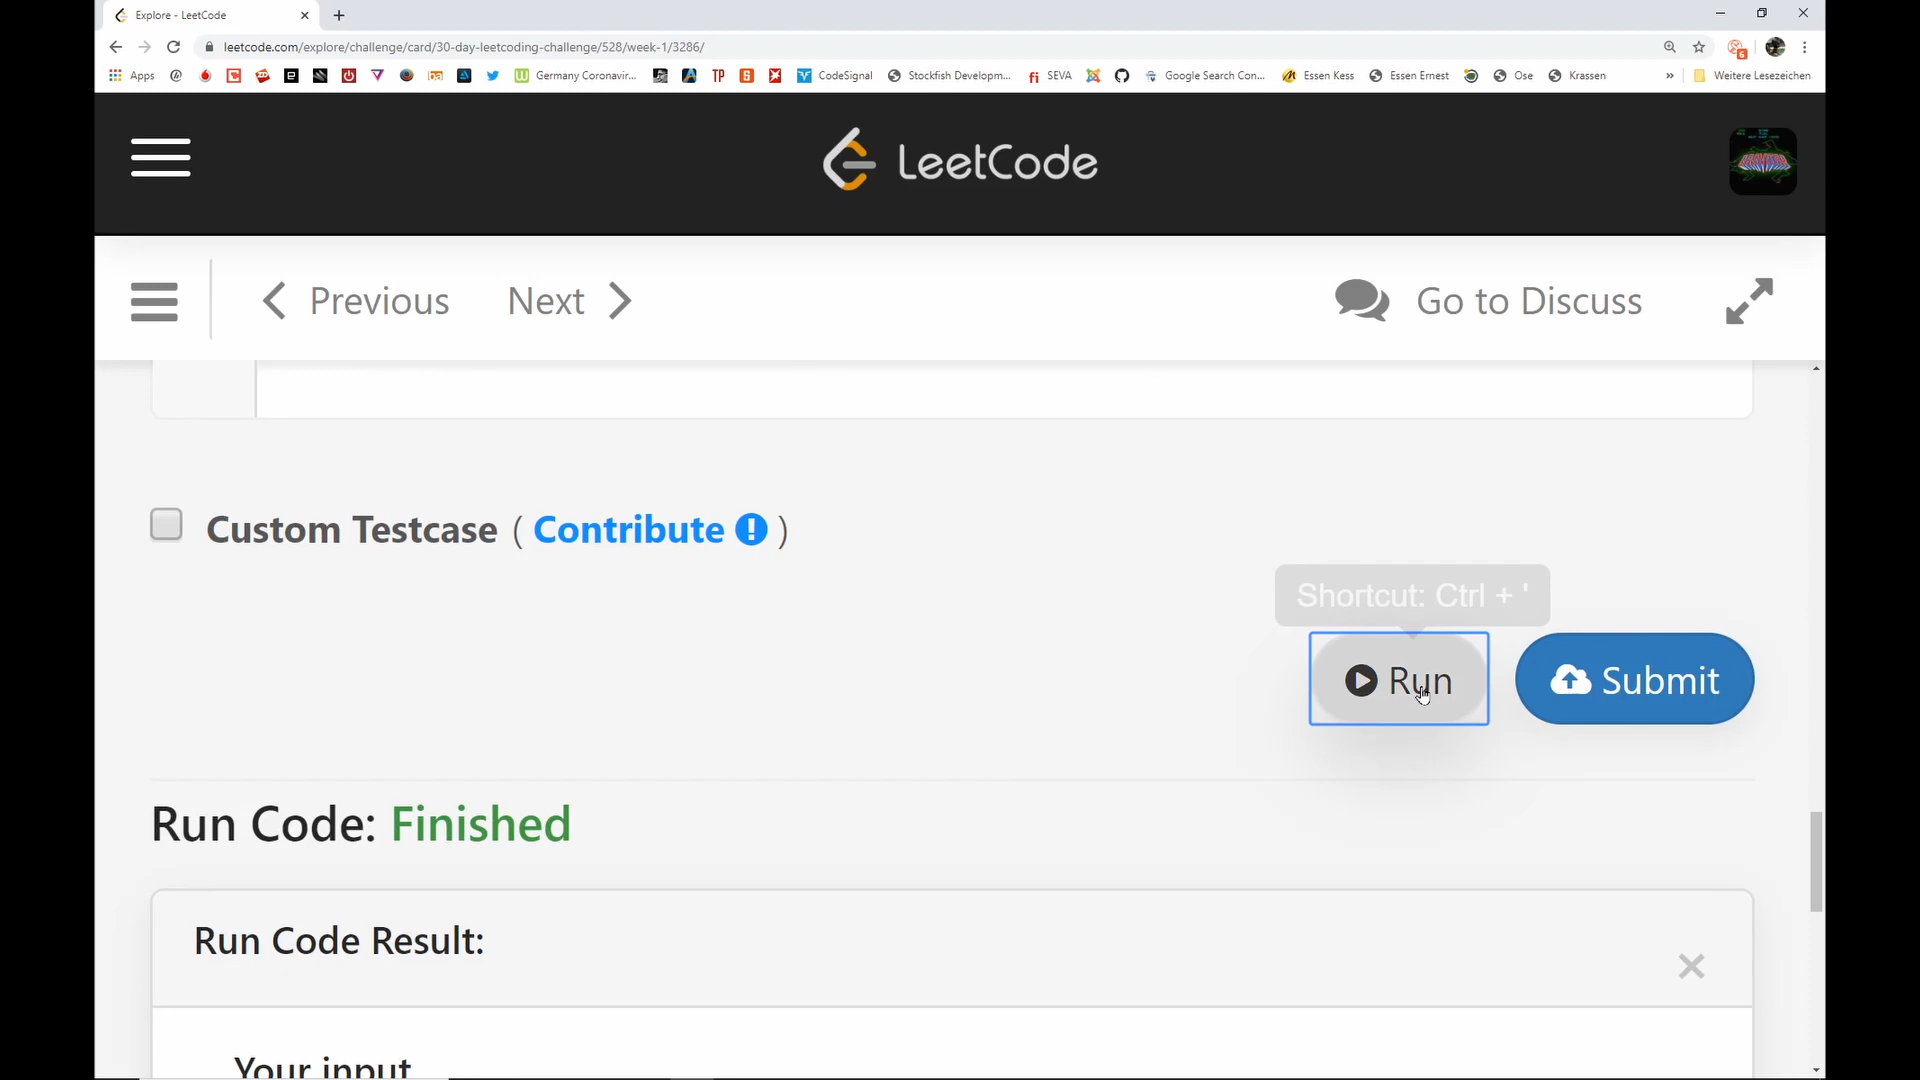 Explore - LeetCode
leetcode.com/explore/challenge/card/30-day-leetcoding-challenge/528/week-1/3286/
Apps Germany Coronavir... TP CodeSignal Stockfish Developm... fi SEVA Google Search Con... Essen Kess Essen Ernest Ose Krassen » Weitere Lesezeichen
LeetCode
Previous Next Go to Discuss
Custom Testcase ( Contribute )
Shortcut: Ctrl + '
Run Submit
Run Code: Finished
Run Code Result:
Your input